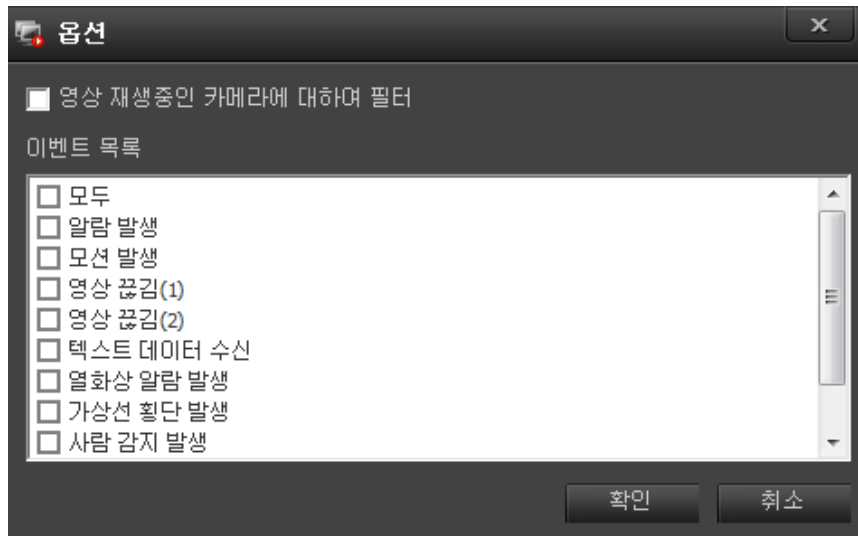 옵션
영상 재생중인 카메라에 대하여 필터
이벤트 목록
모두
알람 발생
모션 발생
영상 끊김(1)
영상 끊김(2)
텍스트 데이터 수신
열화상 알람 발생
가상선 횡단 발생
사람 감지 발생
확인 취소